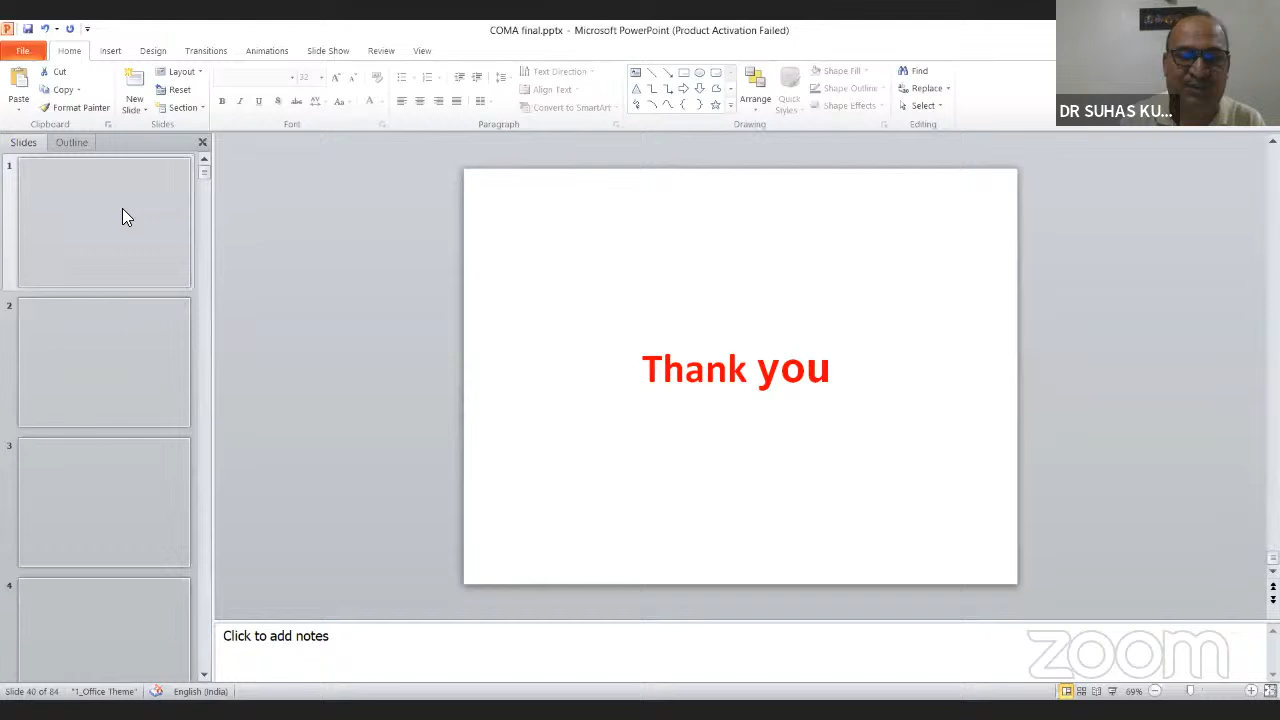 COMA final.pptx - Microsoft PowerPoint (Product Activation Failed)
File Home Insert Design Transitions Animations Slide Show Review View
Cut
Copy
Format Painter
Paste
Clipboard
New
Slide
Layout
Reset
Section
Slides
32
B I U S abc AV Aa A
Font
Text Direction
Align Text
Convert to SmartArt
Paragraph
Arrange
Quick
Styles
Shape Fill
Shape Outline
Shape Effects
Drawing
Find
Replace
Select
Editing
DR SUHAS KU...
Slides Outline
1
2
3
4
Thank you
Click to add notes
zoom
Slide 40 of 84 "1_Office Theme" English (India) 69%